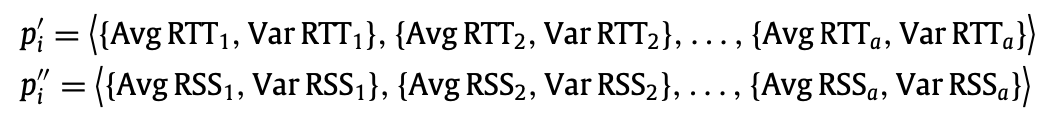 p′ᵢ = ⟨{Avg RTT₁, Var RTT₁}, {Avg RTT₂, Var RTT₂}, . . . , {Avg RTTₐ, Var RTTₐ}⟩
p″ᵢ = ⟨{Avg RSS₁, Var RSS₁}, {Avg RSS₂, Var RSS₂}, . . . , {Avg RSSₐ, Var RSSₐ}⟩